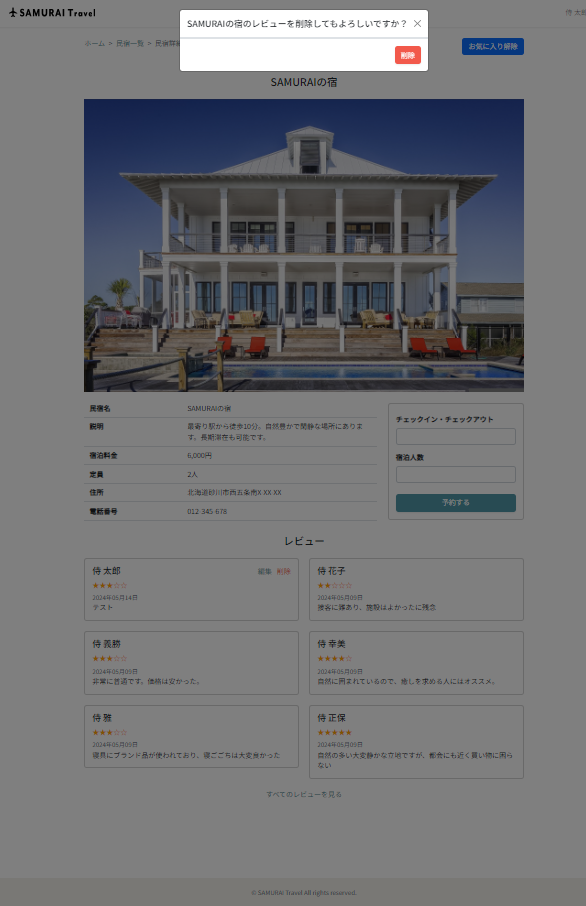 SAMURAI Travel
SAMURAIの宿のレビューを削除してもよろしいですか？
削除
侍 太郎
ホーム > 民宿一覧 > 民宿詳細
お気に入り解除
SAMURAIの宿
民宿名 SAMURAIの宿
説明 最寄り駅から徒歩10分。自然豊かで閑静な場所にありま
す。長期滞在も可能です。
宿泊料金 6,000円
定員 2人
住所 北海道砂川市西五条南X-XX-XX
電話番号 012-345-678
チェックイン・チェックアウト
宿泊人数
予約する
レビュー
侍 太郎 編集 削除
★★★☆☆
2024年05月14日
テスト
侍 花子
★★☆☆☆
2024年05月09日
接客に難あり、施設はよかったに残念
侍 義勝
★★★☆☆
2024年05月09日
非常に普通です。価格は安かった。
侍 幸美
★★★★☆
2024年05月09日
自然に囲まれているので、癒しを求める人にはオススメ。
侍 雅
★★★☆☆
2024年05月09日
寝具にブランド品が使われており、寝ごごちは大変良かった
侍 正保
★★★★★
2024年05月09日
自然の多い大変静かな立地ですが、都会にも近く買い物に困ら
ない
すべてのレビューを見る
© SAMURAI Travel All rights reserved.